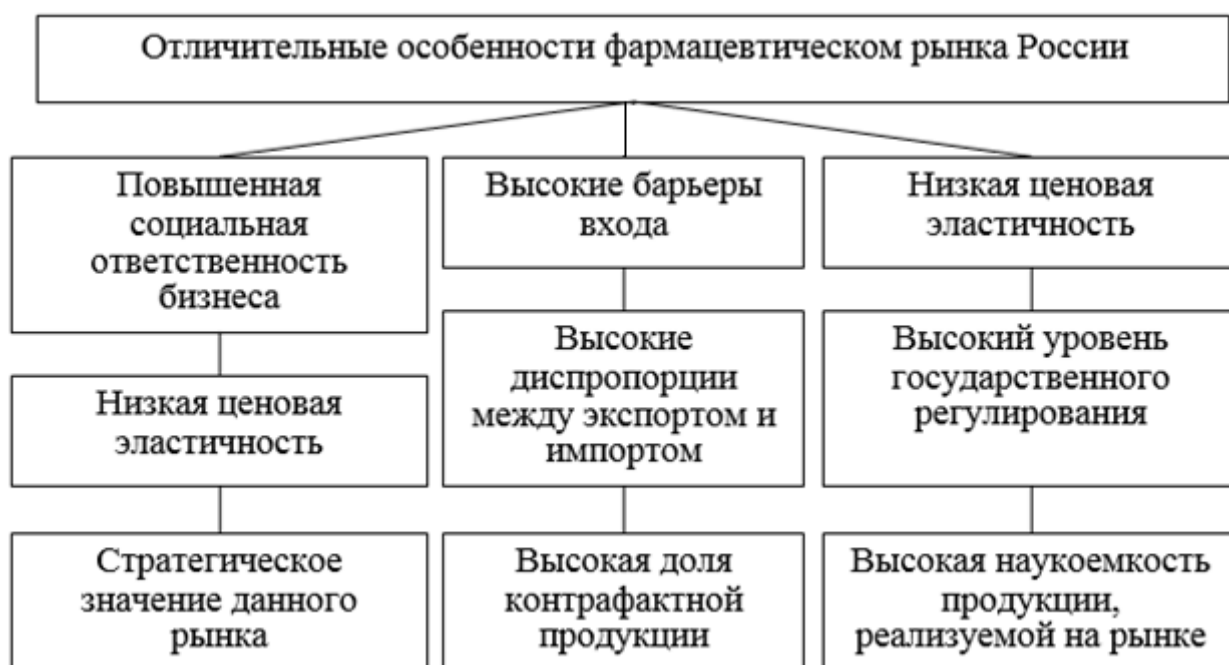 Отличительные особенности фармацевтическом рынка России
Повышенная
социальная
ответственность
бизнеса
Низкая ценовая
эластичность
Стратегическое
значение данного
рынка
Высокие барьеры
входа
Высокие
диспропорции
между экспортом и
импортом
Высокая доля
контрафактной
продукции
Низкая ценовая
эластичность
Высокий уровень
государственного
регулирования
Высокая наукоемкость
продукции,
реализуемой на рынке